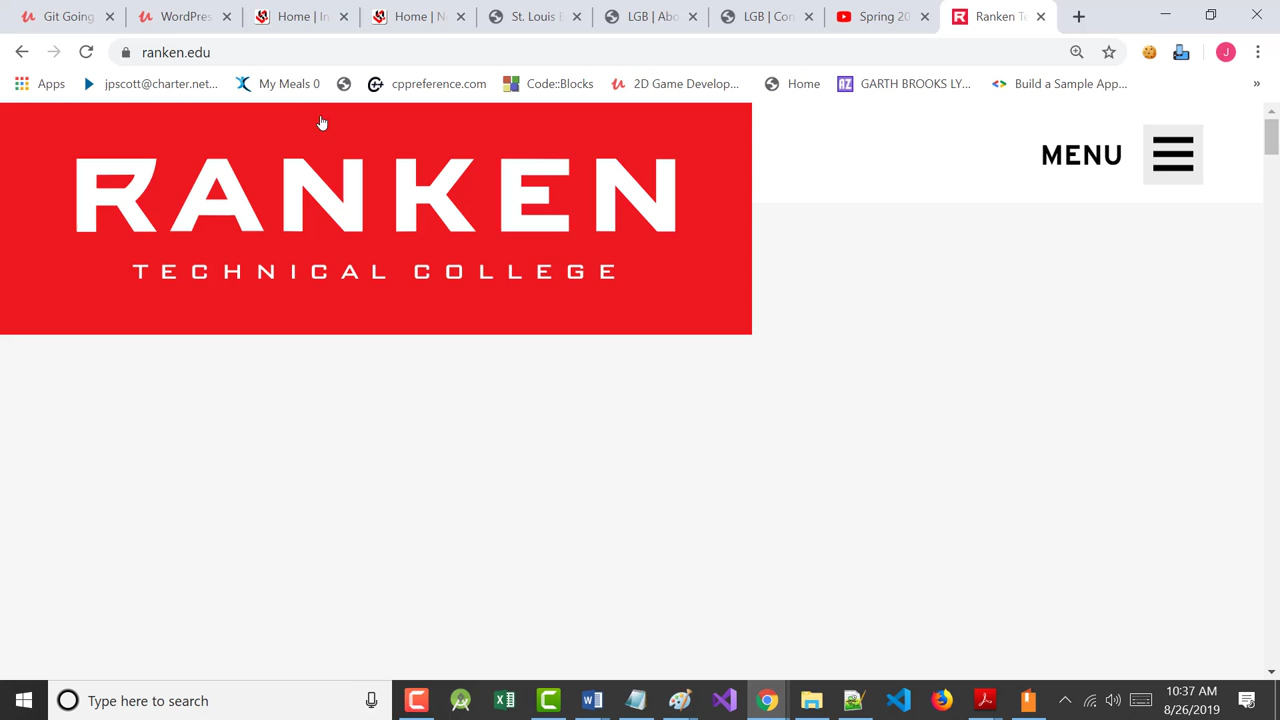 Git Going
WordPres
Home | In
Home | N
St. Louis B
LGB | Abo
LGB | Con
Spring 20
Ranken Te
ranken.edu
J
Apps
jpscott@charter.net...
My Meals 0
cppreference.com
Code::Blocks
2D Game Develop...
Home
AZ
GARTH BROOKS LY...
Build a Sample App...
»
MENU
RANKEN
TECHNICAL COLLEGE
Type here to search
10:37 AM
8/26/2019